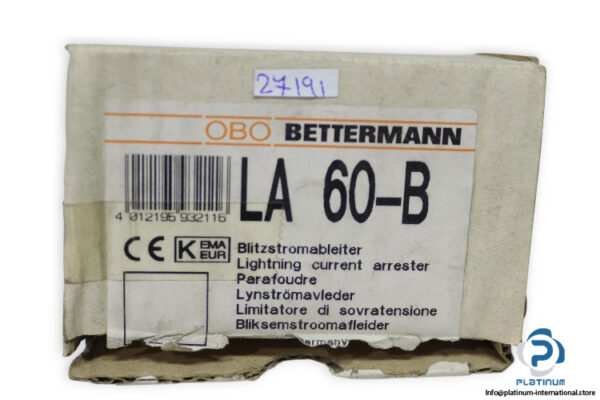 27191
OBO BETTERMANN
LA 60-B
4 012195 932116
CE K EMA EUR
Blitzstromableiter
Lightning current arrester
Parafoudre
Lynströmavleder
Limitatore di sovratensione
Bliksemstroomafleider
Germany
PLATINUM
info@platinum-international.store